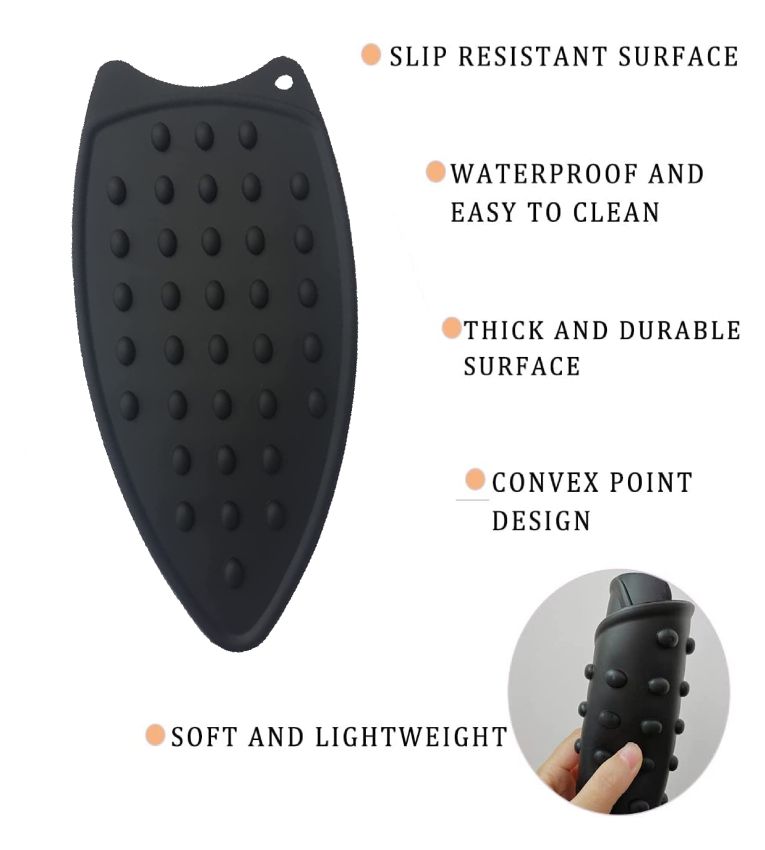 SLIP RESISTANT SURFACE
WATERPROOF AND
EASY TO CLEAN
THICK AND DURABLE
SURFACE
CONVEX POINT
DESIGN
SOFT AND LIGHTWEIGHT